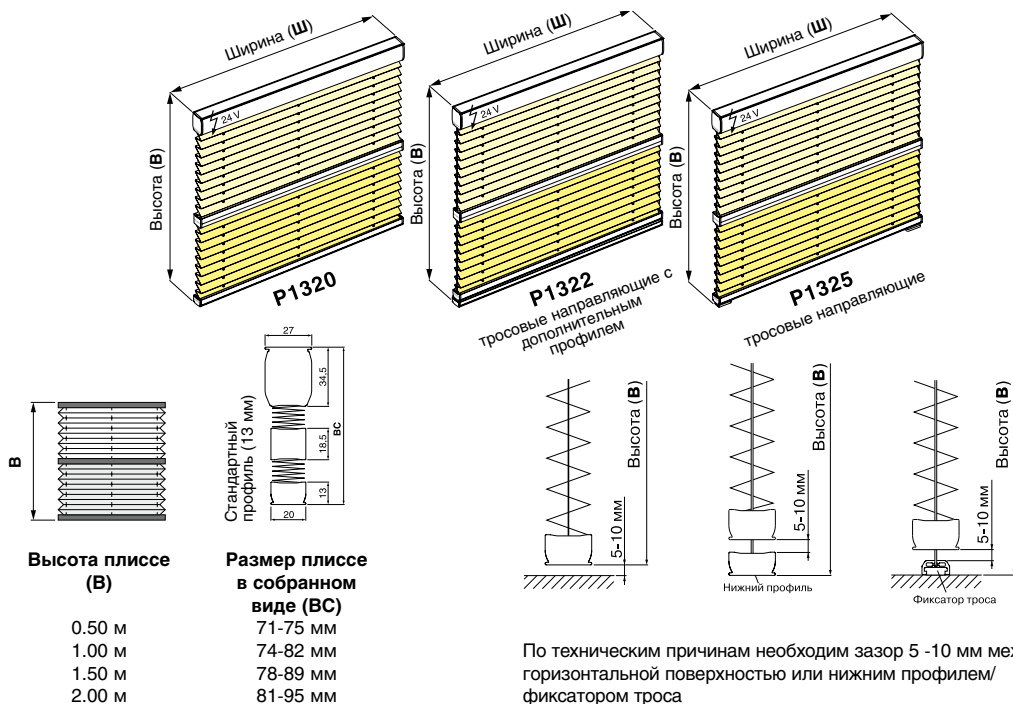 Ширина (Ш)
Высота (В)
24 V
P1320
Ширина (Ш)
Высота (В)
24 V
P1322
тросовые направляющие с
дополнительным
профилем
Ширина (Ш)
Высота (В)
24 V
P1325
тросовые направляющие
В
Высота плиссе
(В)
Стандартный
профиль (13 мм)
27
34.5
18.5
13
20
ВС
Размер плиссе
в собранном
виде (ВС)
0.50 м 71-75 мм
1.00 м 74-82 мм
1.50 м 78-89 мм
2.00 м 81-95 мм
Высота (В)
5-10 мм
Высота (В)
5-10 мм
Нижний профиль
Высота (В)
5-10 мм
Фиксатор троса
По техническим причинам необходим зазор 5 -10 мм меж
горизонтальной поверхностью или нижним профилем/
фиксатором троса